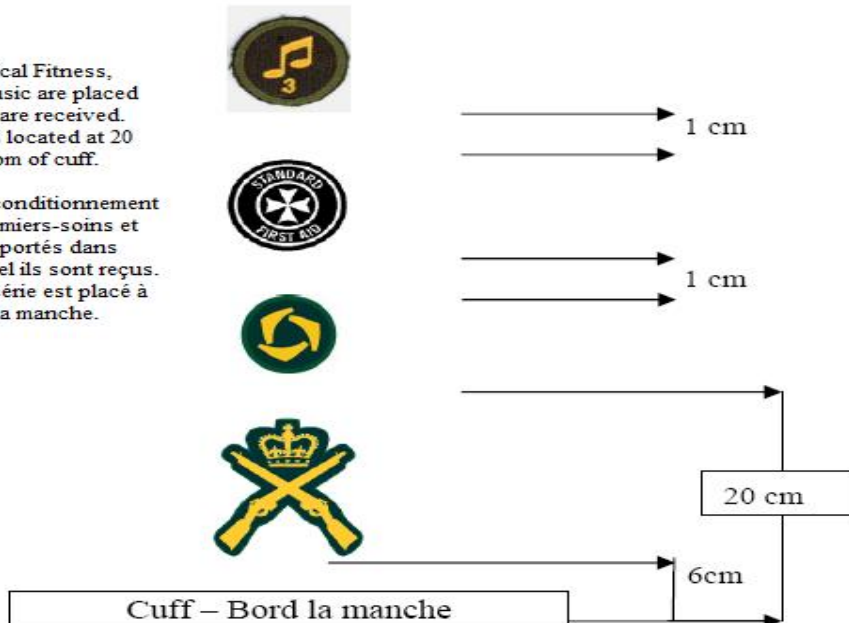 3
cal Fitness,
usic are placed
are received.
located at 20
om of cuff.
1 cm
STANDARD
FIRST AID
conditionnement
miers-soins et
portés dans
el ils sont reçus.
érie est placé à
a manche.
1 cm
20 cm
6cm
Cuff – Bord la manche